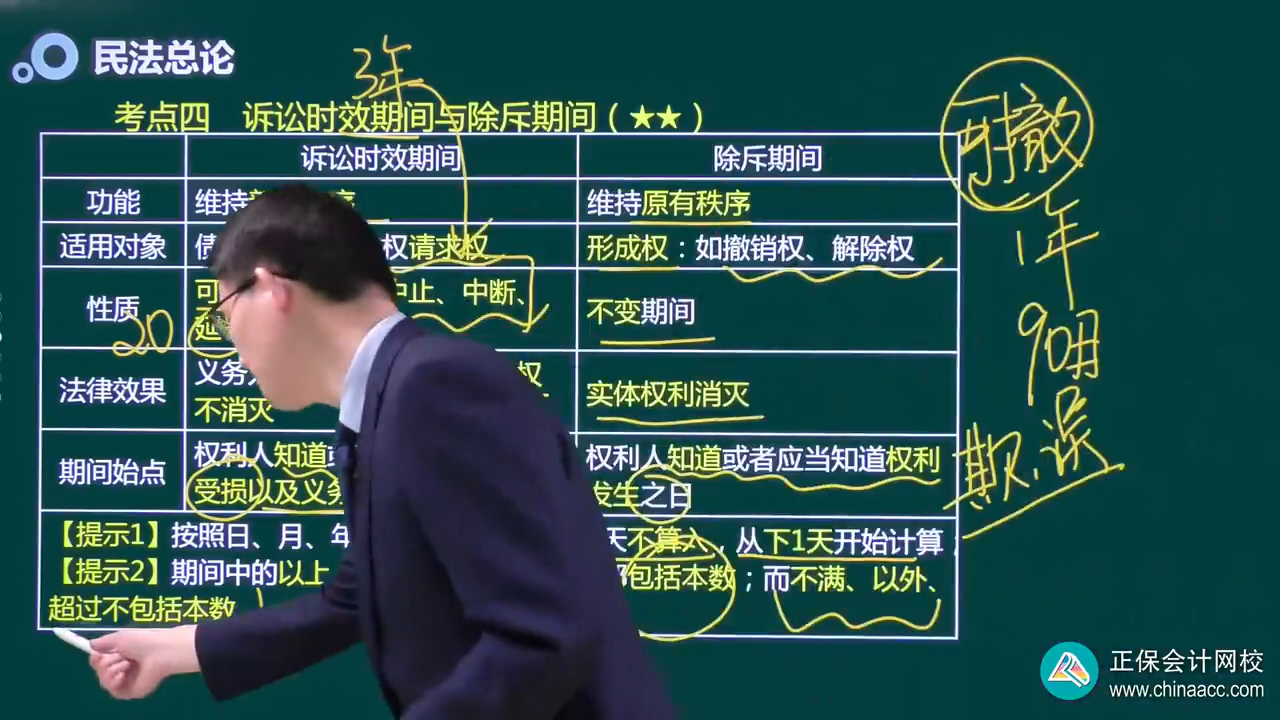 民法总论
3年
考点四 诉讼时效期间与除斥期间（★★）
可撤
诉讼时效期间
除斥期间
功能
维持
序
维持原有秩序
1年
适用对象
债
权请求权
形成权：如撤销权、解除权
性质
可
中止、中断、
延
不变期间
20
90日
法律效果
义务
权
不消灭
实体权利消灭
欺、误
期间始点
权利人知道或
受损以及义务
权利人知道或者应当知道权利
发生之日
【提示1】按照日、月、年
天不算入，从下1天开始计算，
【提示2】期间中的以上
包括本数；而不满、以外、
超过不包括本数
正保会计网校
www.chinaacc.com